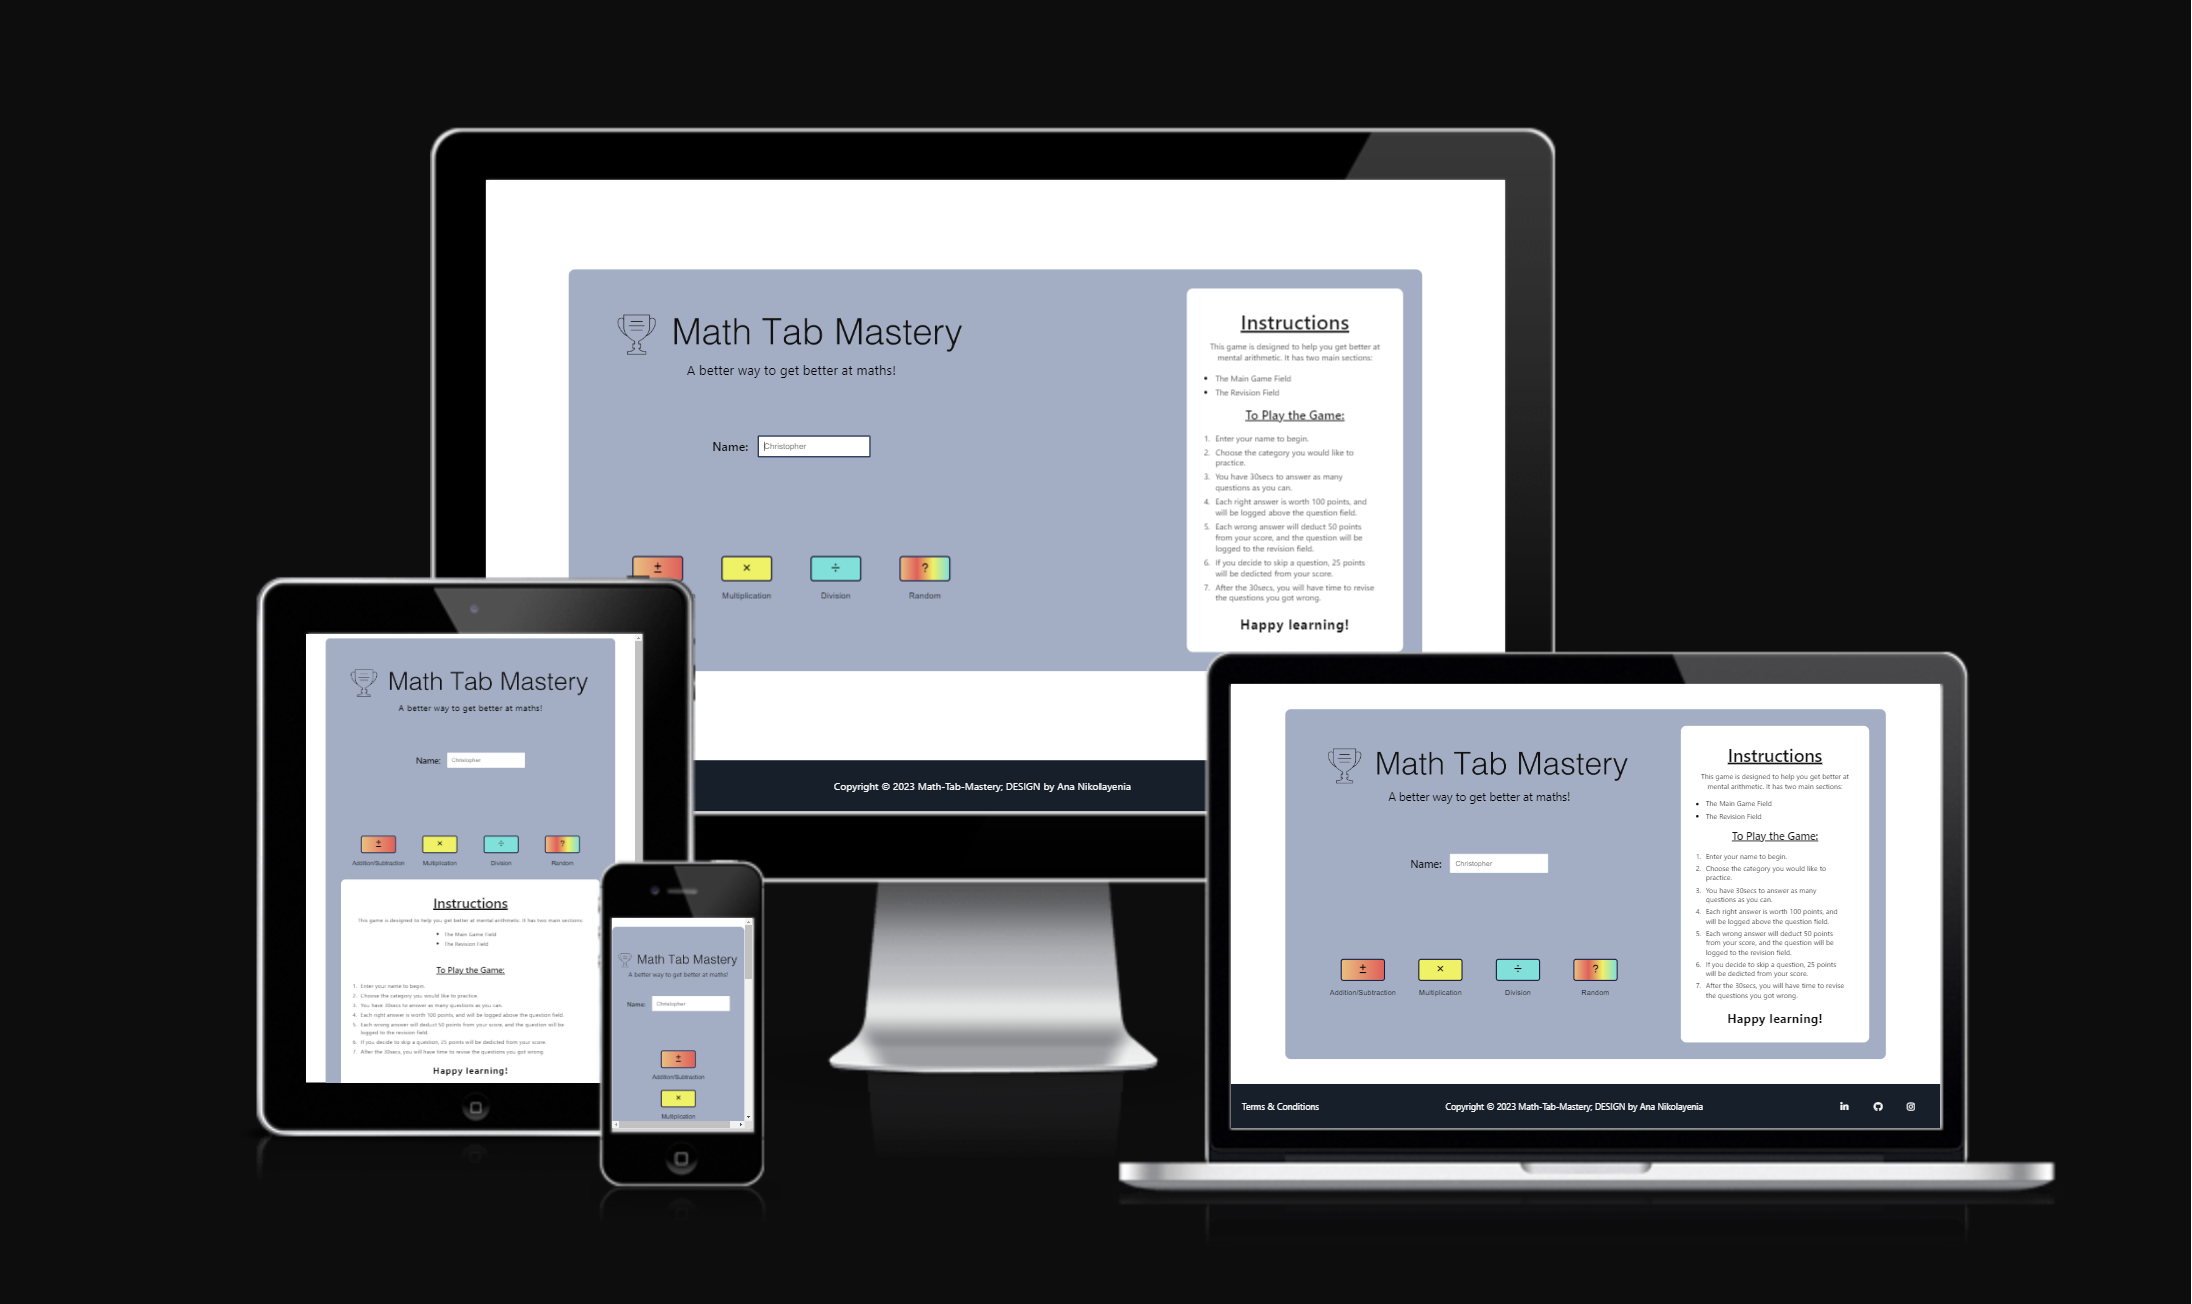 Math Tab Mastery
A better way to get better at maths!
Name: Christopher
±
×
÷
?
Multiplication
Division
Random
Instructions
This game is designed to help you get better at
mental arithmetic. It has two main sections:
• The Main Game Field
• The Revision Field
To Play the Game:
1. Enter your name to begin.
2. Choose the category you would like to
practice.
3. You have 30secs to answer as many
questions as you can.
4. Each right answer is worth 100 points, and
will be logged above the question field.
5. Each wrong answer will deduct 50 points
from your score, and the question will be
logged to the revision field.
6. If you decide to skip a question, 25 points
will be dedicted from your score.
7. After the 30secs, you will have time to revise
the questions you got wrong.
Happy learning!
Copyright © 2023 Math-Tab-Mastery; DESIGN by Ana Nikollayenia
Math Tab Mastery
A better way to get better at maths!
Name: Christopher
±
×
÷
?
Addition/Subtraction
Multiplication
Division
Random
Instructions
This game is designed to help you get better at mental arithmetic. It has two main sections:
• The Main Game Field
• The Revision Field
To Play the Game:
1. Enter your name to begin.
2. Choose the category you would like to practice.
3. You have 30secs to answer as many questions as you can.
4. Each right answer is worth 100 points, and will be logged above the question field.
5. Each wrong answer will deduct 50 points from your score, and the question will be
logged to the revision field.
6. If you decide to skip a question, 25 points will be dedicted from your score.
7. After the 30secs, you will have time to revise the questions you got wrong.
Happy learning!
Math Tab Mastery
A better way to get better at maths!
Name: Christopher
±
Addition/Subtraction
×
Multiplication
Math Tab Mastery
A better way to get better at maths!
Name: Christopher
±
×
÷
?
Addition/Subtraction
Multiplication
Division
Random
Instructions
This game is designed to help you get better at
mental arithmetic. It has two main sections:
• The Main Game Field
• The Revision Field
To Play the Game:
1. Enter your name to begin.
2. Choose the category you would like to
practice.
3. You have 30secs to answer as many
questions as you can.
4. Each right answer is worth 100 points, and
will be logged above the question field.
5. Each wrong answer will deduct 50 points
from your score, and the question will be
logged to the revision field.
6. If you decide to skip a question, 25 points
will be dedicted from your score.
7. After the 30secs, you will have time to revise
the questions you got wrong.
Happy learning!
Terms & Conditions
Copyright © 2023 Math-Tab-Mastery; DESIGN by Ana Nikolayenia
in